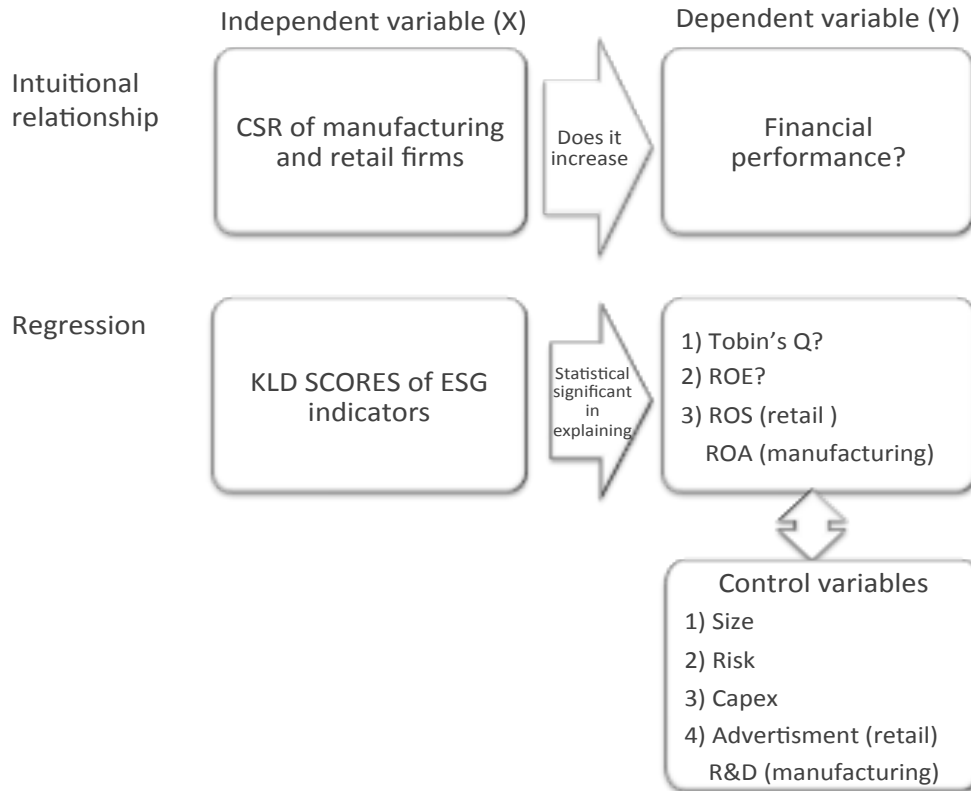 Independent variable (X)
Dependent variable (Y)
Intuitional
relationship
CSR of manufacturing
and retail firms
Does it
increase
Financial
performance?
Regression
KLD SCORES of ESG
indicators
Statistical
significant
in
explaining
1) Tobin’s Q?
2) ROE?
3) ROS (retail )
ROA (manufacturing)
Control variables
1) Size
2) Risk
3) Capex
4) Advertisment (retail)
R&D (manufacturing)